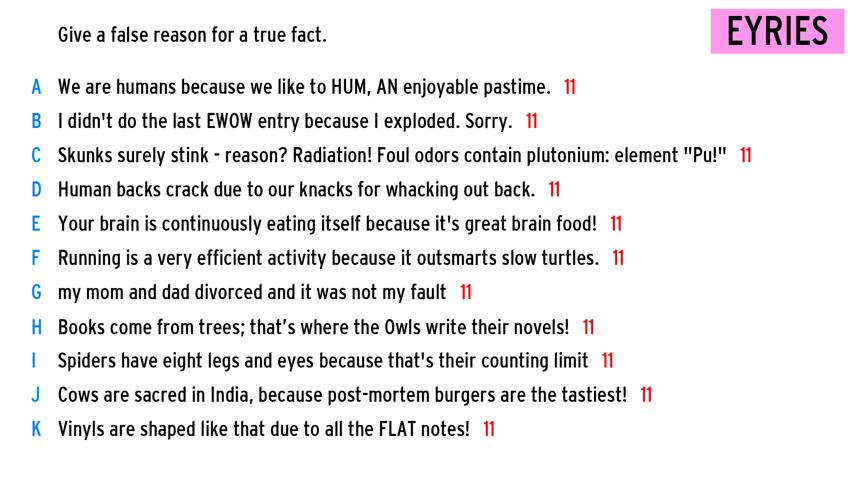 Give a false reason for a true fact.
EYRIES
A We are humans because we like to HUM, AN enjoyable pastime. 11
B I didn't do the last EWOW entry because I exploded. Sorry. 11
C Skunks surely stink - reason? Radiation! Foul odors contain plutonium: element "Pu!" 11
D Human backs crack due to our knacks for whacking out back. 11
E Your brain is continuously eating itself because it's great brain food! 11
F Running is a very efficient activity because it outsmarts slow turtles. 11
G my mom and dad divorced and it was not my fault 11
H Books come from trees; that’s where the Owls write their novels! 11
I Spiders have eight legs and eyes because that's their counting limit 11
J Cows are sacred in India, because post-mortem burgers are the tastiest! 11
K Vinyls are shaped like that due to all the FLAT notes! 11